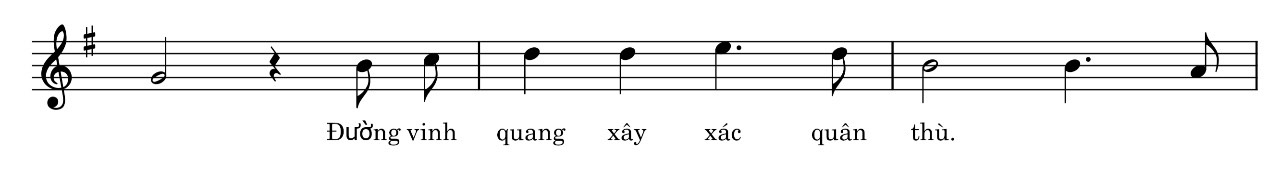 Đường vinh quang xây xác quân thù.